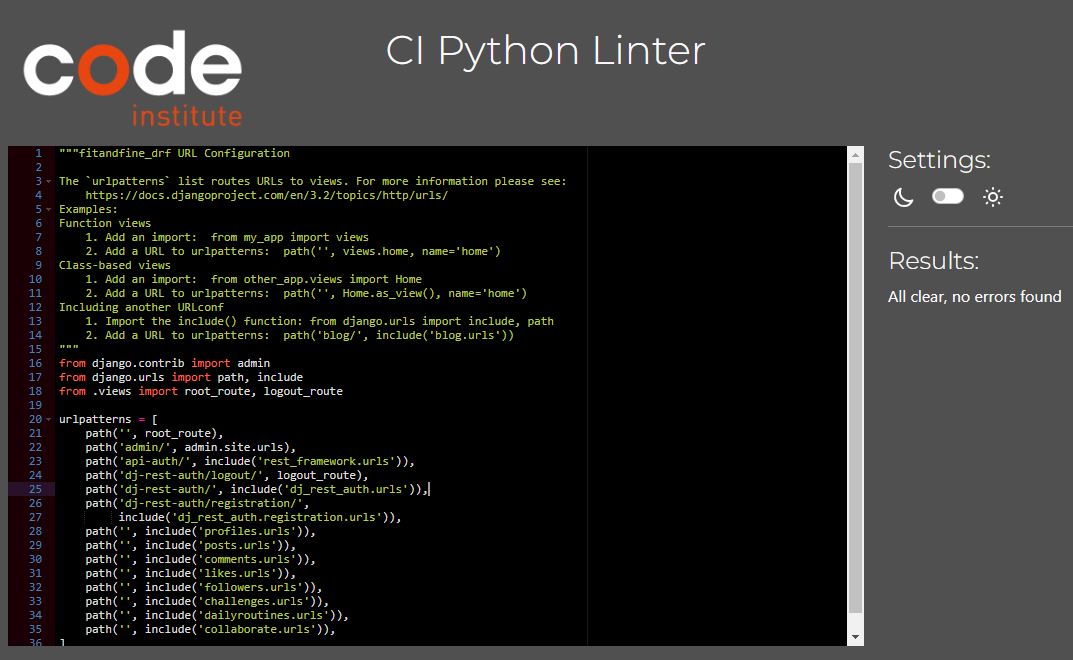 code
institute
CI Python Linter
1 """fitandfine_drf URL Configuration
2
3 The `urlpatterns` list routes URLs to views. For more information please see:
4     https://docs.djangoproject.com/en/3.2/topics/http/urls/
5 Examples:
6 Function views
7     1. Add an import:  from my_app import views
8     2. Add a URL to urlpatterns:  path('', views.home, name='home')
9 Class-based views
10     1. Add an import:  from other_app.views import Home
11     2. Add a URL to urlpatterns:  path('', Home.as_view(), name='home')
12 Including another URLconf
13     1. Import the include() function: from django.urls import include, path
14     2. Add a URL to urlpatterns:  path('blog/', include('blog.urls'))
15 """
16 from django.contrib import admin
17 from django.urls import path, include
18 from .views import root_route, logout_route
19
20 urlpatterns = [
21     path('', root_route),
22     path('admin/', admin.site.urls),
23     path('api-auth/', include('rest_framework.urls')),
24     path('dj-rest-auth/logout/', logout_route),
25     path('dj-rest-auth/', include('dj_rest_auth.urls')),
26     path('dj-rest-auth/registration/',
27          include('dj_rest_auth.registration.urls')),
28     path('', include('profiles.urls')),
29     path('', include('posts.urls')),
30     path('', include('comments.urls')),
31     path('', include('likes.urls')),
32     path('', include('followers.urls')),
33     path('', include('challenges.urls')),
34     path('', include('dailyroutines.urls')),
35     path('', include('collaborate.urls')),
36 ]
Settings:
Results:
All clear, no errors found